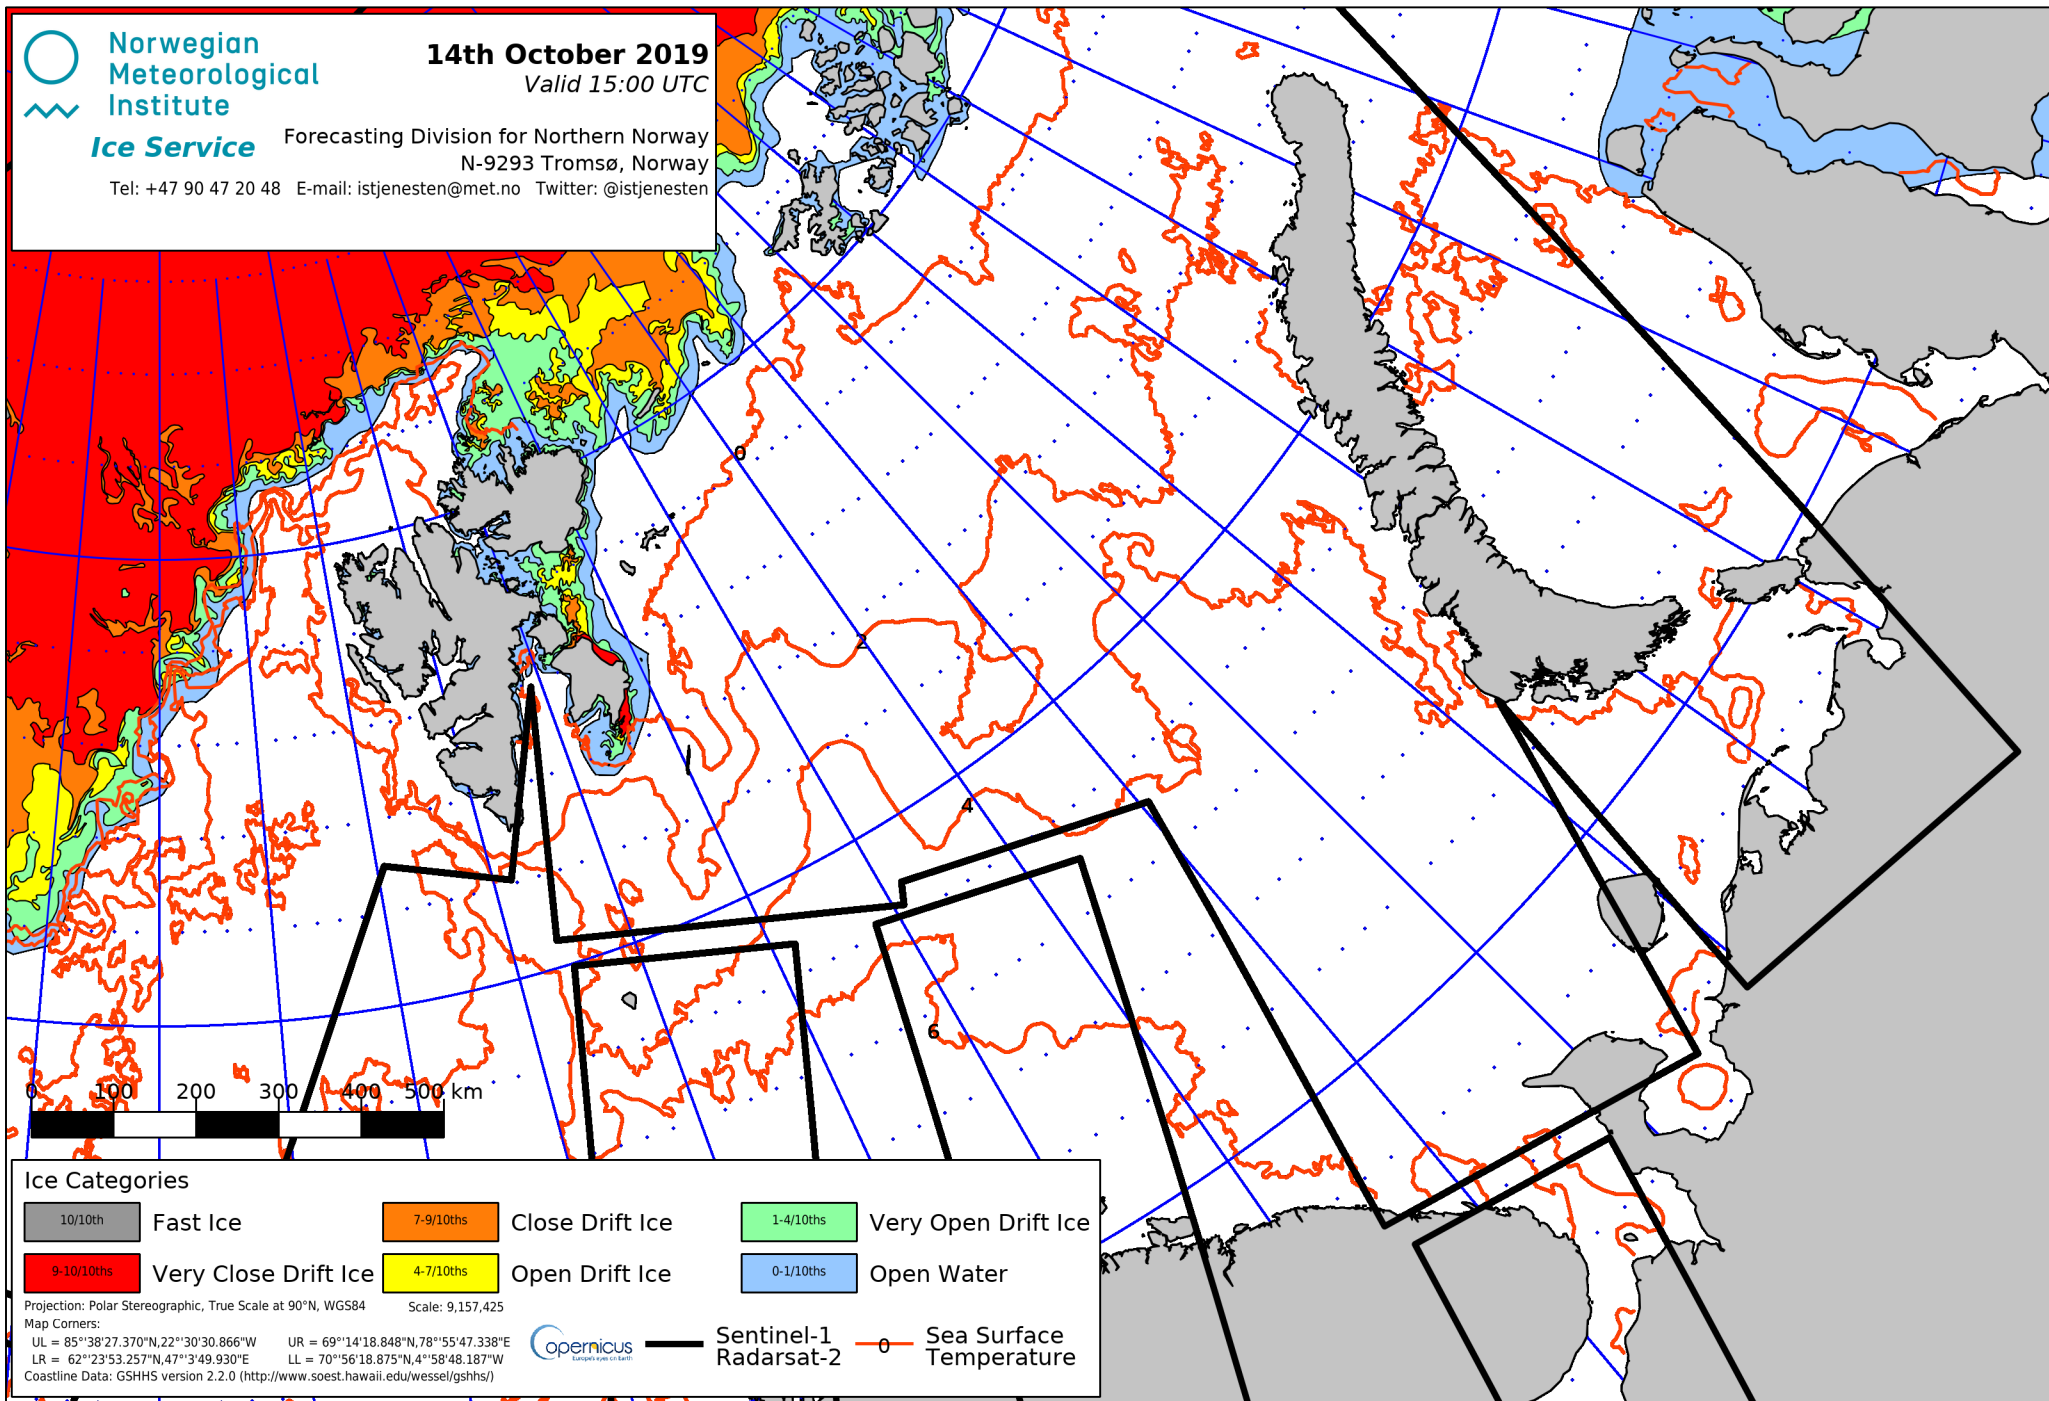 Norwegian
Meteorological
Institute
Ice Service
14th October 2019
Valid 15:00 UTC
Forecasting Division for Northern Norway
N-9293 Tromsø, Norway
Tel: +47 90 47 20 48 E-mail: istjenesten@met.no Twitter: @istjenesten
0
2
4
6
0 100 200 300 400 500 km
Ice Categories
10/10th Fast Ice
7-9/10ths Close Drift Ice
1-4/10ths Very Open Drift Ice
9-10/10ths Very Close Drift Ice
4-7/10ths Open Drift Ice
0-1/10ths Open Water
Projection: Polar Stereographic, True Scale at 90°N, WGS84 Scale: 9,157,425
Map Corners:
UL = 85°'38'27.370"N,22°'30'30.866"W UR = 69°'14'18.848"N,78°'55'47.338"E
LR = 62°'23'53.257"N,47°'3'49.930"E LL = 70°'56'18.875"N,4°'58'48.187"W
Coastline Data: GSHHS version 2.2.0 (http://www.soest.hawaii.edu/wessel/gshhs/)
Copernicus
Europe's eyes on Earth
Sentinel-1
Radarsat-2
0
Sea Surface
Temperature